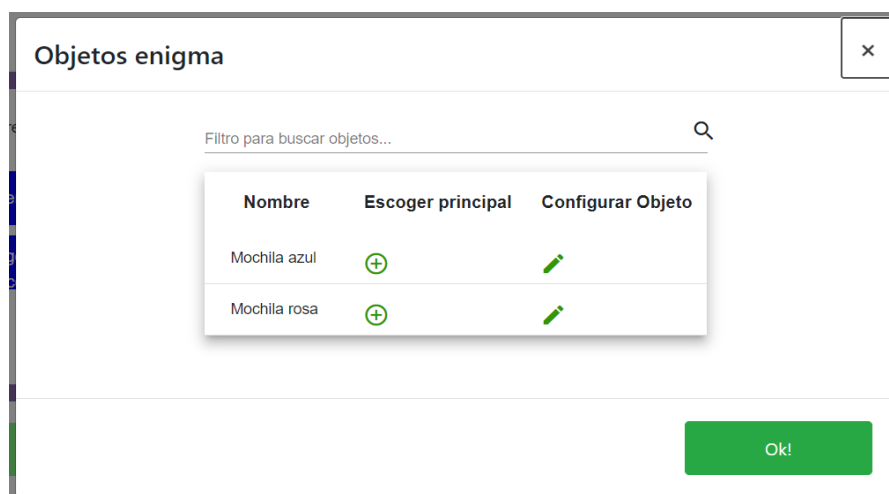 Objetos enigma
×
Filtro para buscar objetos...
Nombre Escoger principal Configurar Objeto
Mochila azul
Mochila rosa
Ok!